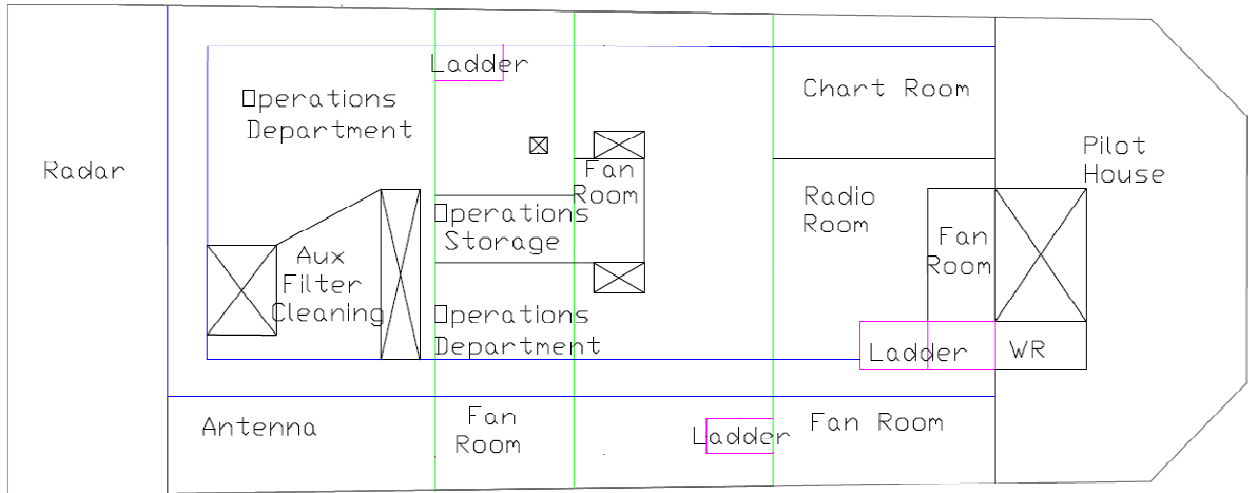 Ladder
Operations
Department
Chart Room
Pilot
House
Radar
Fan
Room
Radio
Room
Operations
Storage
Fan
Room
Aux
Filter
Cleaning
Operations
Department
Ladder
WR
Antenna
Fan
Room
Ladder
Fan Room